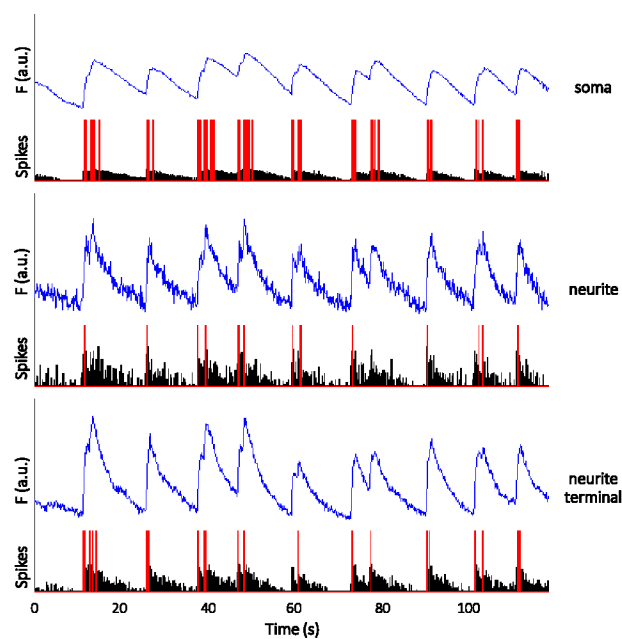 F (a.u.)
soma
Spikes
F (a.u.)
neurite
Spikes
F (a.u.)
neurite
terminal
Spikes
0 20 40 60 80 100
Time (s)